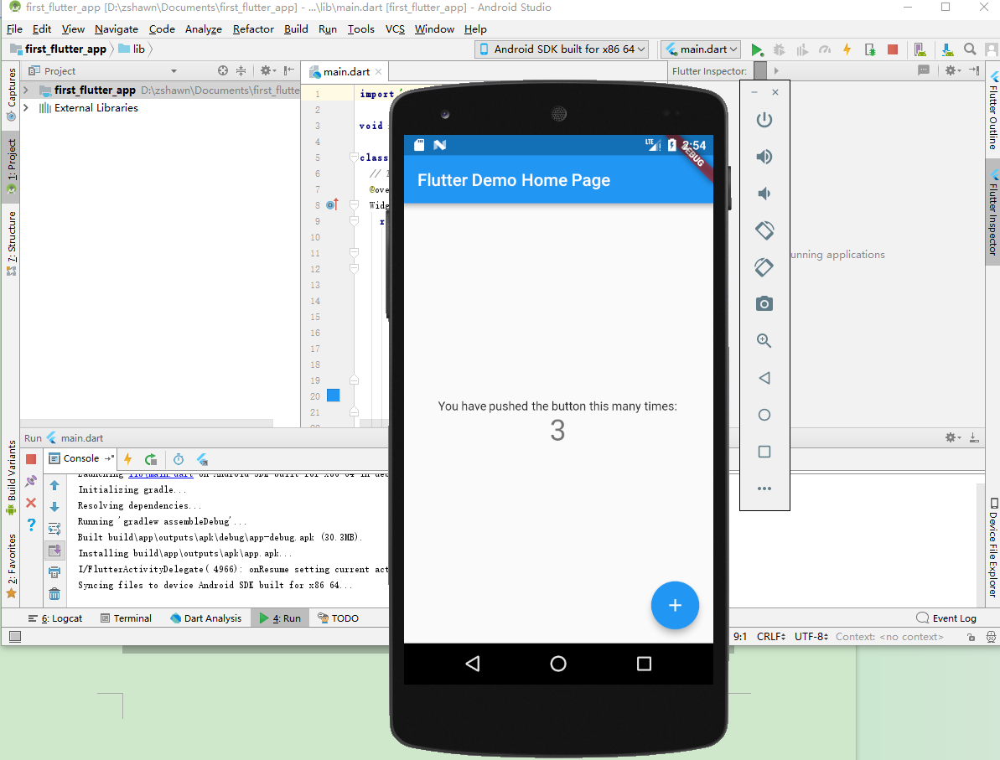 first_flutter_app [D:\zshawn\Documents\first_flutter_app] - ...\lib\main.dart [first_flutter_app] - Android Studio
File Edit View Navigate Code Analyze Refactor Build Run Tools VCS Window Help
first_flutter_app lib Android SDK built for x86 64 main.dart
Project main.dart Flutter Inspector:
first_flutter_app D:\zshawn\Documents\first_flutte
External Libraries
Captures
1: Project
7: Structure
Build Variants
2: Favorites
1 import
2
3 void
4
5 class
6 //
7 @ove
8 Widg
9 r
10
11
12
13
14
15
16
17
18
19
20
21
LTE 2:54
DEBUG
Flutter Demo Home Page
You have pushed the button this many times:
3
unning applications
Flutter Outline
Flutter Inspector
Device File Explorer
Run main.dart
Console
Launching lib\main.dart on Android SDK built for x86 64 in deb
Initializing gradle...
Resolving dependencies...
Running 'gradlew assembleDebug'...
Built build\app\outputs\apk\debug\app-debug.apk (30.3MB).
Installing build\app\outputs\apk\app.apk...
I/FlutterActivityDelegate( 4966): onResume setting current act
Syncing files to device Android SDK built for x86 64...
6: Logcat Terminal Dart Analysis 4: Run TODO Event Log
9:1 CRLF UTF-8 Context: <no context>